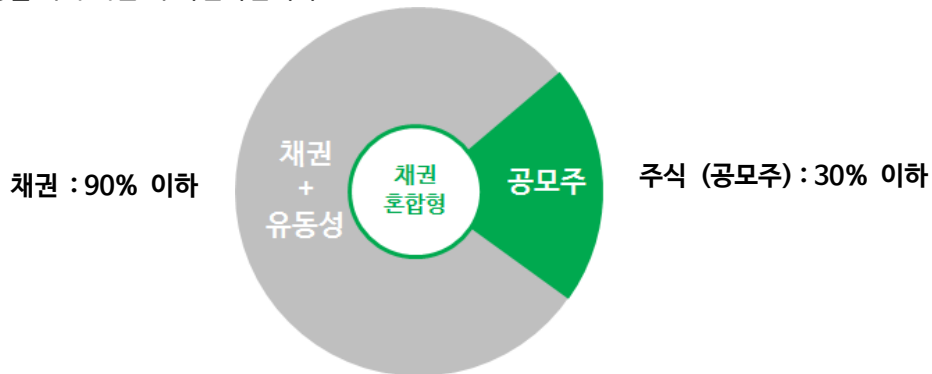 채권 : 90% 이하
채권
+
유동성
채권
혼합형
공모주
주식 (공모주) : 30% 이하